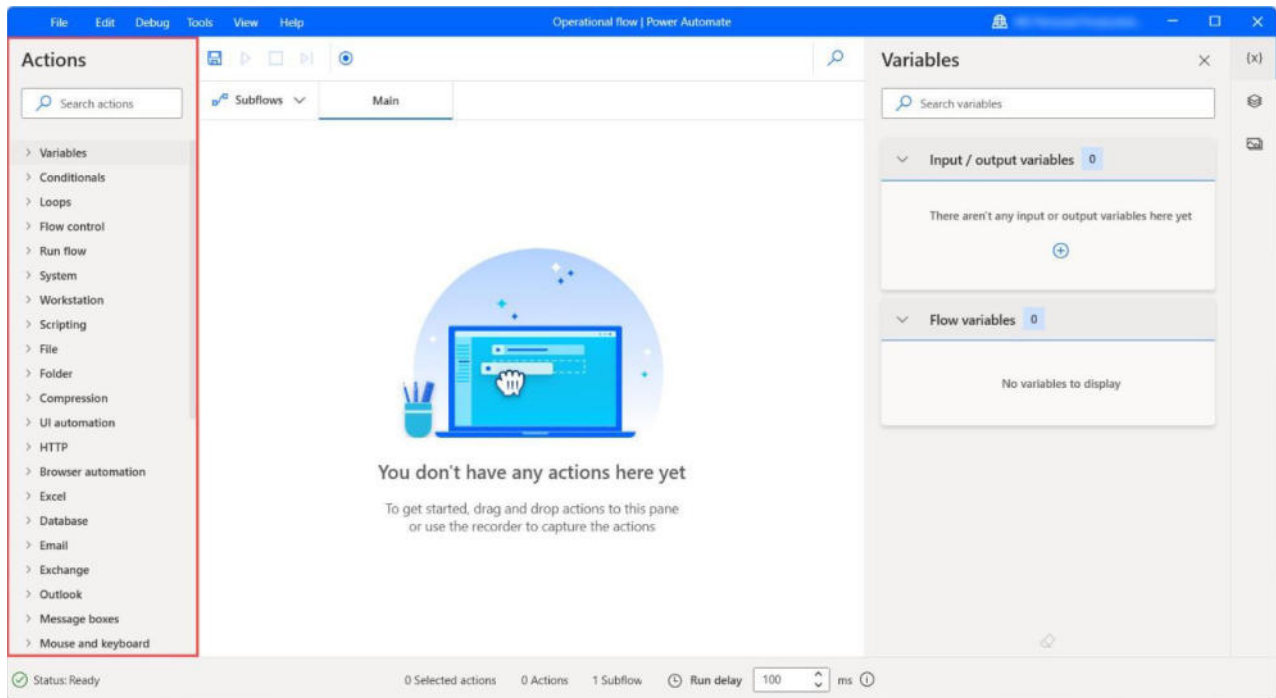 File Edit Debug Tools View Help
Operational flow | Power Automate
Actions
Search actions
Variables
Conditionals
Loops
Flow control
Run flow
System
Workstation
Scripting
File
Folder
Compression
UI automation
HTTP
Browser automation
Excel
Database
Email
Exchange
Outlook
Message boxes
Mouse and keyboard
Subflows
Main
You don't have any actions here yet
To get started, drag and drop actions to this pane
or use the recorder to capture the actions
Variables
{x}
Search variables
Input / output variables 0
There aren't any input or output variables here yet
Flow variables 0
No variables to display
Status: Ready
0 Selected actions 0 Actions 1 Subflow Run delay 100 ms